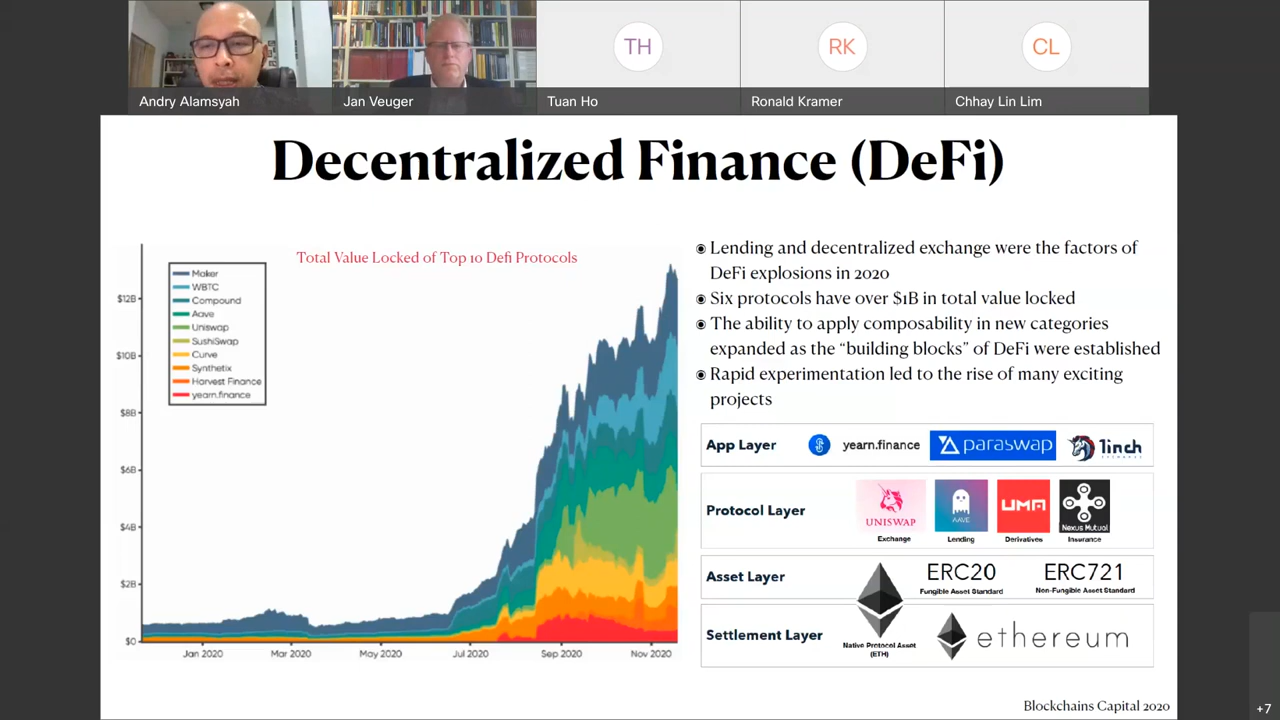 TH
RK
CL
Andry Alamsyah
Jan Veuger
Tuan Ho
Ronald Kramer
Chhay Lin Lim
Decentralized Finance (DeFi)
Total Value Locked of Top 10 Defi Protocols
Maker
WBTC
Compound
Aave
Uniswap
SushiSwap
Curve
Synthetix
Harvest Finance
yearn.finance
$12B
$10B
$8B
$6B
$4B
$2B
$0
Jan 2020
Mar 2020
May 2020
Jul 2020
Sep 2020
Nov 2020
Lending and decentralized exchange were the factors of
DeFi explosions in 2020
Six protocols have over $1B in total value locked
The ability to apply composability in new categories
expanded as the “building blocks” of DeFi were established
Rapid experimentation led to the rise of many exciting
projects
App Layer
yearn.finance
paraswap
1inch
EXCHANGE
Protocol Layer
UNISWAP
AAVE
UMA
Nexus Mutual
Exchange
Lending
Derivatives
Insurance
Asset Layer
ERC20
Fungible Asset Standard
ERC721
Non-Fungible Asset Standard
Settlement Layer
Native Protocol Asset
(ETH)
ethereum
Blockchains Capital 2020
+7